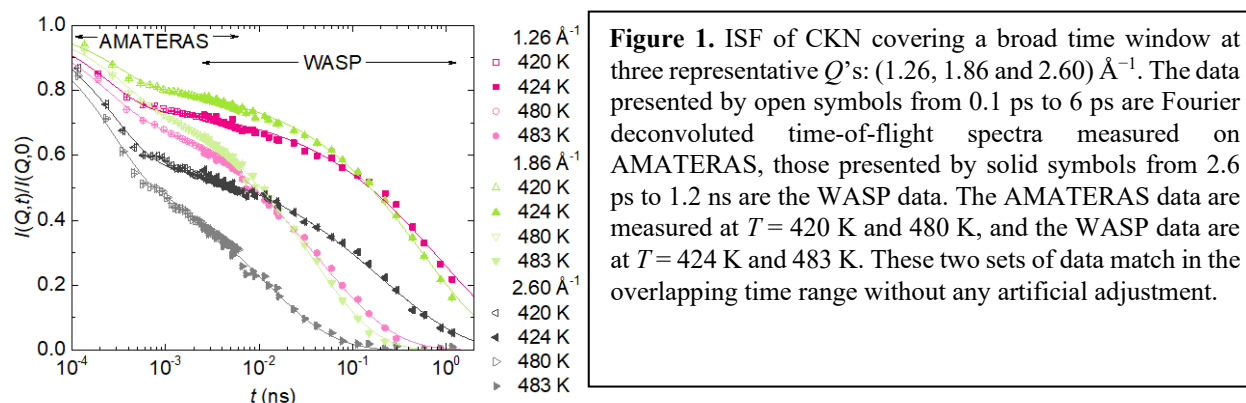 1.0
0.8
0.6
0.4
0.2
0.0
I(Q,t)/I(Q,0)
AMATERAS
WASP
10⁻⁴ 10⁻³ 10⁻² 10⁻¹ 10⁰
t (ns)
1.26 Å⁻¹
420 K
424 K
480 K
483 K
1.86 Å⁻¹
420 K
424 K
480 K
483 K
2.60 Å⁻¹
420 K
424 K
480 K
483 K
Figure 1. ISF of CKN covering a broad time window at
three representative Q's: (1.26, 1.86 and 2.60) Å⁻¹. The data
presented by open symbols from 0.1 ps to 6 ps are Fourier
deconvoluted time-of-flight spectra measured on
AMATERAS, those presented by solid symbols from 2.6
ps to 1.2 ns are the WASP data. The AMATERAS data are
measured at T = 420 K and 480 K, and the WASP data are
at T = 424 K and 483 K. These two sets of data match in the
overlapping time range without any artificial adjustment.